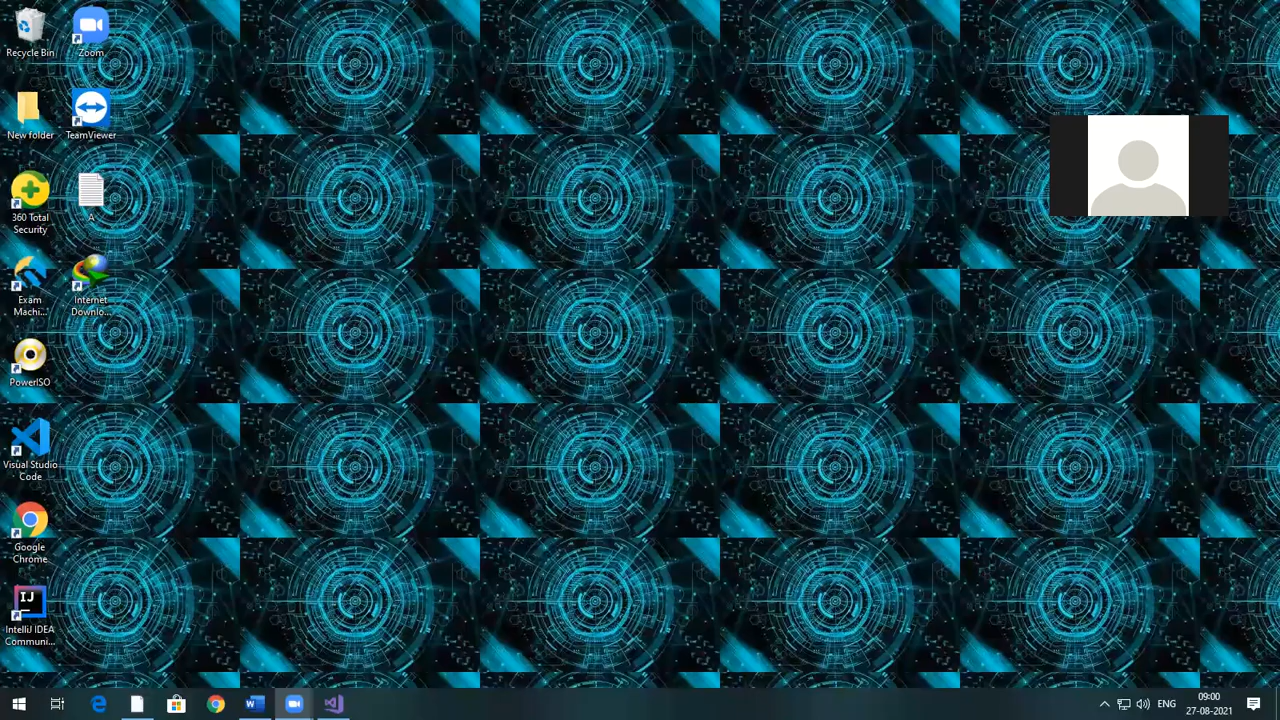 Recycle Bin
Zoom
New folder
TeamViewer
360 Total
Security
A
Exam
Machi...
Internet
Downlo...
PowerISO
Visual Studio
Code
Google
Chrome
IJ
IntelliJ IDEA
Communi...
W
ENG
09:00
27-08-2021